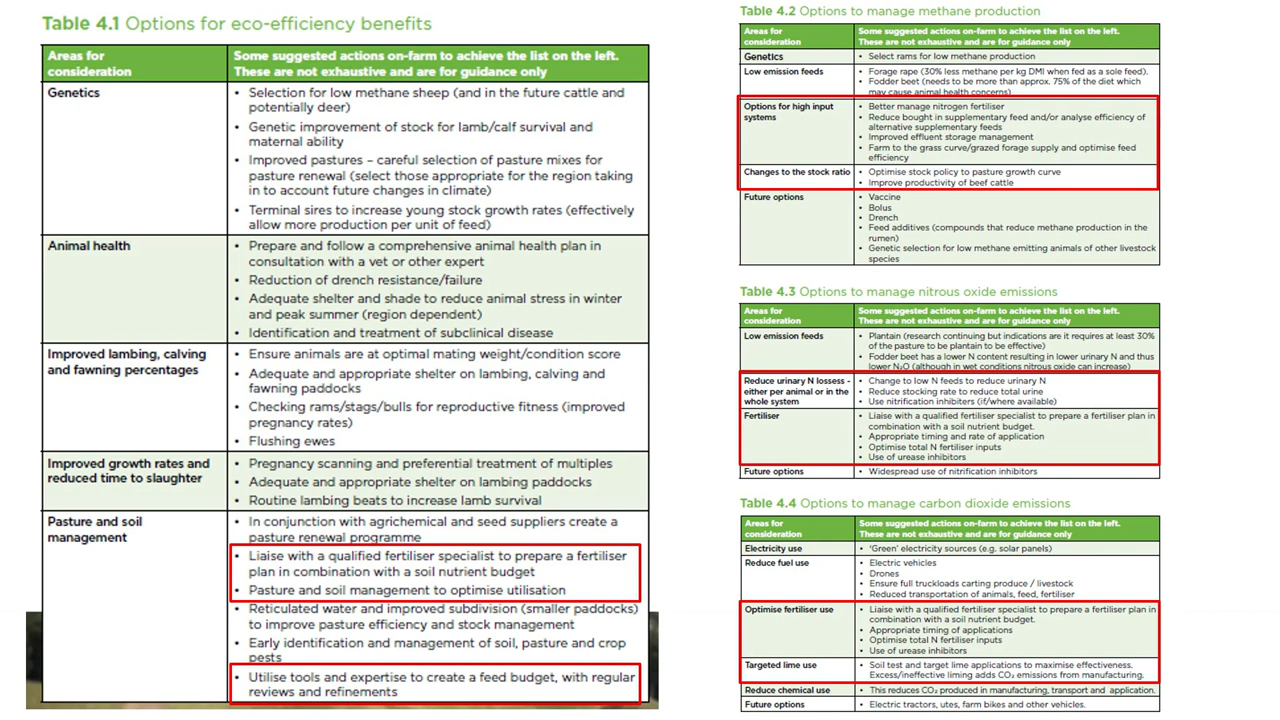 Table 4.1 Options for eco-efficiency benefits
Areas for
consideration
Some suggested actions on-farm to achieve the list on the left.
These are not exhaustive and are for guidance only
Genetics
• Selection for low methane sheep (and in the future cattle and
potentially deer)
• Genetic improvement of stock for lamb/calf survival and
maternal ability
• Improved pastures – careful selection of pasture mixes for
pasture renewal (select those appropriate for the region taking
in to account future changes in climate)
• Terminal sires to increase young stock growth rates (effectively
allow more production per unit of feed)
Animal health
• Prepare and follow a comprehensive animal health plan in
consultation with a vet or other expert
• Reduction of drench resistance/failure
• Adequate shelter and shade to reduce animal stress in winter
and peak summer (region dependent)
• Identification and treatment of subclinical disease
Improved lambing, calving
and fawning percentages
• Ensure animals are at optimal mating weight/condition score
• Adequate and appropriate shelter on lambing, calving and
fawning paddocks
• Checking rams/stags/bulls for reproductive fitness (improved
pregnancy rates)
• Flushing ewes
Improved growth rates and
reduced time to slaughter
• Pregnancy scanning and preferential treatment of multiples
• Adequate and appropriate shelter on lambing paddocks
• Routine lambing beats to increase lamb survival
Pasture and soil
management
• In conjunction with agrichemical and seed suppliers create a
pasture renewal programme
• Liaise with a qualified fertiliser specialist to prepare a fertiliser
plan in combination with a soil nutrient budget
• Pasture and soil management to optimise utilisation
• Reticulated water and improved subdivision (smaller paddocks)
to improve pasture efficiency and stock management
• Early identification and management of soil, pasture and crop
pests
• Utilise tools and expertise to create a feed budget, with regular
reviews and refinements
Table 4.2 Options to manage methane production
Areas for
consideration
Some suggested actions on-farm to achieve the list on the left.
These are not exhaustive and are for guidance only
Genetics
• Select rams for low methane production
Low emission feeds
• Forage rape (30% less methane per kg DMI when fed as a sole feed).
• Fodder beet (needs to be more than approx. 75% of the diet which
may cause animal health concerns)
Options for high input
systems
• Better manage nitrogen fertiliser
• Reduce bought in supplementary feed and/or analyse efficiency of
alternative supplementary feeds
• Improved effluent storage management
• Farm to the grass curve/grazed forage supply and optimise feed
efficiency
Changes to the stock ratio
• Optimise stock policy to pasture growth curve
• Improve productivity of beef cattle
Future options
• Vaccine
• Bolus
• Drench
• Feed additives (compounds that reduce methane production in the
rumen)
• Genetic selection for low methane emitting animals of other livestock
species
Table 4.3 Options to manage nitrous oxide emissions
Areas for
consideration
Some suggested actions on-farm to achieve the list on the left.
These are not exhaustive and are for guidance only
Low emission feeds
• Plantain (research continuing but indications are it requires at least 30%
of the pasture to be plantain to be effective)
• Fodder beet has a lower N content resulting in lower urinary N and thus
lower N₂O (although in wet conditions nitrous oxide can increase)
Reduce urinary N lossess -
either per animal or in the
whole system
• Change to low N feeds to reduce urinary N
• Reduce stocking rate to reduce total urine
• Use nitrification inhibitors (if/where available)
Fertiliser
• Liaise with a qualified fertiliser specialist to prepare a fertiliser plan in
combination with a soil nutrient budget.
• Appropriate timing and rate of application
• Optimise total N fertiliser inputs
• Use of urease inhibitors
Future options
• Widespread use of nitrification inhibitors
Table 4.4 Options to manage carbon dioxide emissions
Areas for
consideration
Some suggested actions on-farm to achieve the list on the left.
These are not exhaustive and are for guidance only
Electricity use
• 'Green' electricity sources (e.g. solar panels)
Reduce fuel use
• Electric vehicles
• Drones
• Ensure full truckloads carting produce / livestock
• Reduced transportation of animals, feed, fertiliser
Optimise fertiliser use
• Liaise with a qualified fertiliser specialist to prepare a fertiliser plan in
combination with a soil nutrient budget.
• Appropriate timing of applications
• Optimise total N fertiliser inputs
• Use of urease inhibitors
Targeted lime use
• Soil test and target lime applications to maximise effectiveness.
Excess/ineffective liming adds CO₂ emissions from manufacturing.
Reduce chemical use
• This reduces CO₂ produced in manufacturing, transport and application.
Future options
• Electric tractors, utes, farm bikes and other vehicles.